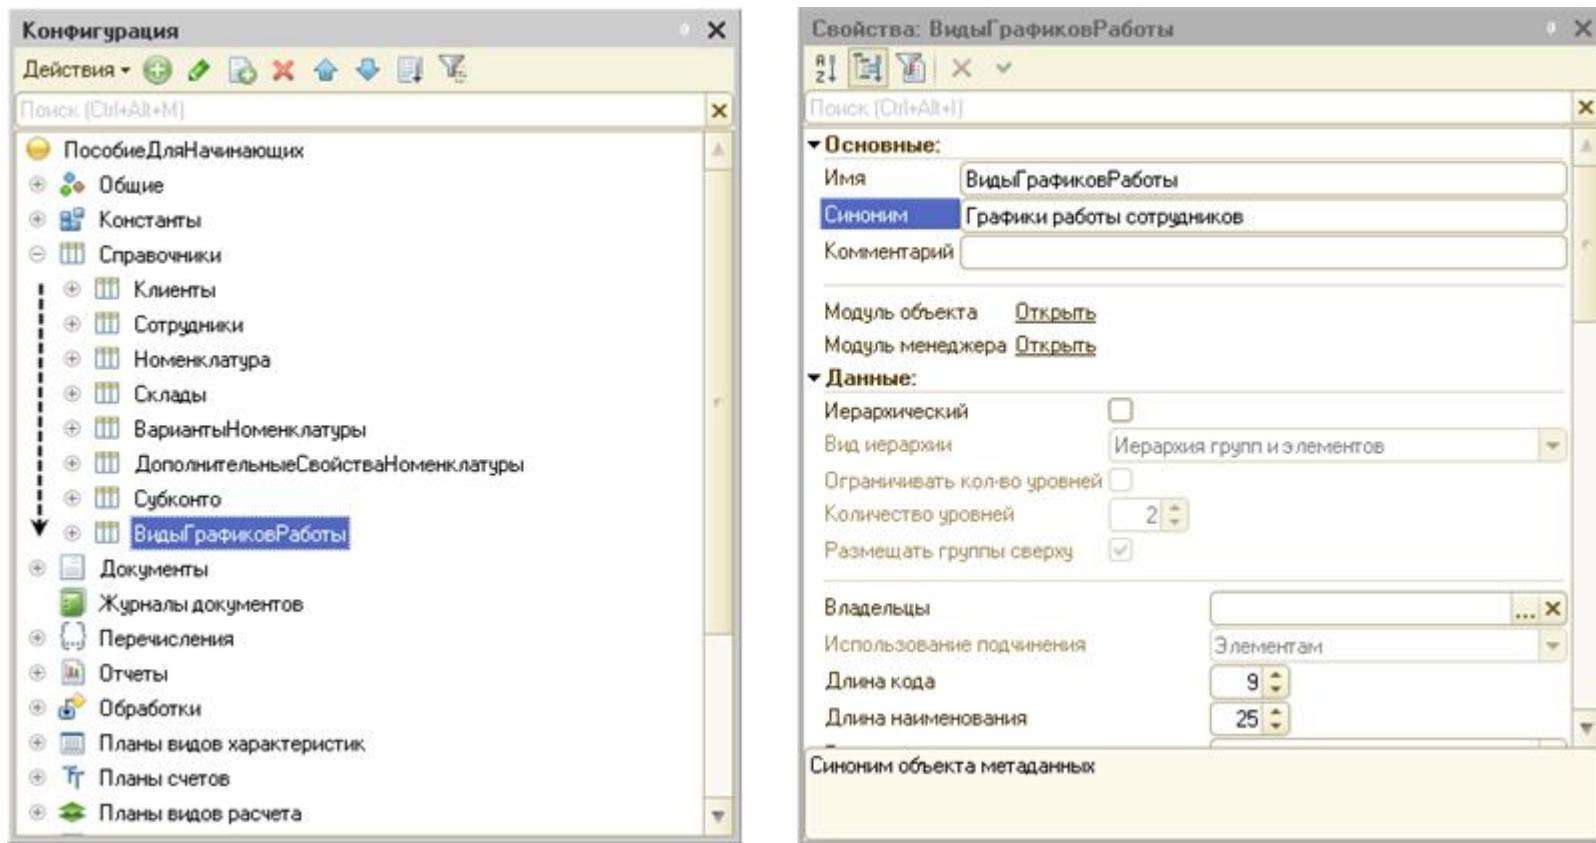 Конфигурация
Действия
Поиск (Ctrl+Alt+M)
ПособиеДляНачинающих
Общие
Константы
Справочники
Клиенты
Сотрудники
Номенклатура
Склады
ВариантыНоменклатуры
ДополнительныеСвойстваНоменклатуры
Субконто
ВидыГрафиковРаботы
Документы
Журналы документов
Перечисления
Отчеты
Обработки
Планы видов характеристик
Планы счетов
Планы видов расчета
Свойства: ВидыГрафиковРаботы
Поиск (Ctrl+Alt+I)
Основные:
Имя ВидыГрафиковРаботы
Синоним Графики работы сотрудников
Комментарий
Модуль объекта Открыть
Модуль менеджера Открыть
Данные:
Иерархический
Вид иерархии Иерархия групп и элементов
Ограничивать кол-во уровней
Количество уровней 2
Размещать группы сверху
Владельцы ...
Использование подчинения Элементам
Длина кода 9
Длина наименования 25
Синоним объекта метаданных